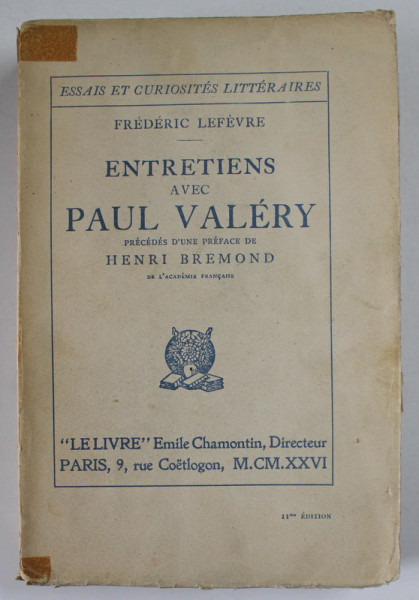 ESSAIS ET CURIOSITÉS LITTÉRAIRES
FRÉDÉRIC LEFÈVRE
ENTRETIENS
AVEC
PAUL VALÉRY
PRÉCÉDÉS D'UNE PRÉFACE DE
HENRI BREMOND
DE L'ACADÉMIE FRANÇAISE
"LE LIVRE" Emile Chamontin, Directeur
PARIS, 9, rue Coëtlogon, M.CM.XXVI
11me ÉDITION